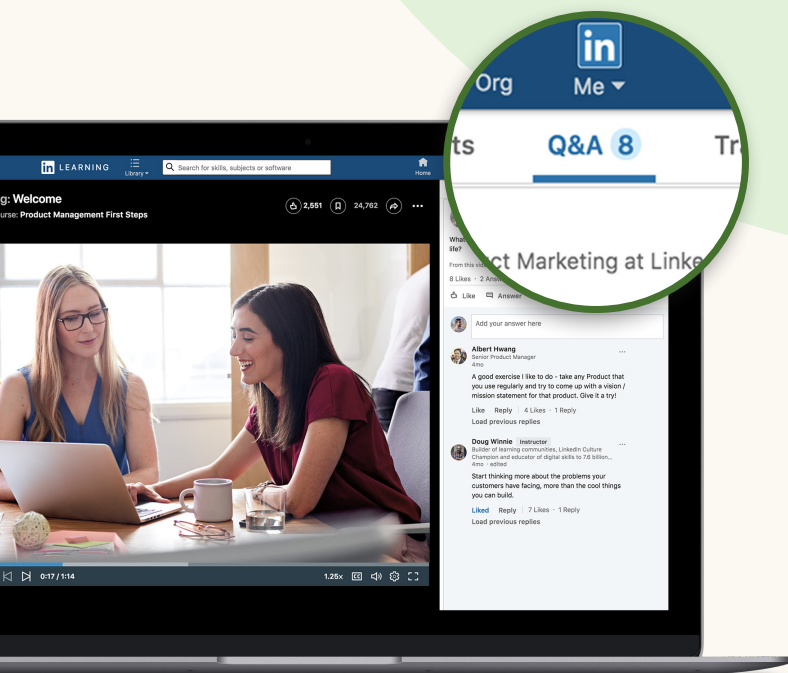 in
Org
Me
ts
Q&A 8
ct Marketing at Linke
in LEARNING
Library
Search for skills, subjects or software
Home
g: Welcome
urse: Product Management First Steps
2,551
24,762
What
life?
From this vide
8 Likes · 2 Answ
Like
Answer
Add your answer here
Albert Hwang
Senior Product Manager
4mo
A good exercise I like to do - take any Product that
you use regularly and try to come up with a vision /
mission statement for that product. Give it a try!
Like Reply | 4 Likes · 1 Reply
Load previous replies
Doug Winnie Instructor
Builder of learning communities, LinkedIn Culture
Champion and educator of digital skills to 7.6 billion...
4mo · edited
Start thinking more about the problems your
customers have facing, more than the cool things
you can build.
Liked Reply | 7 Likes · 1 Reply
Load previous replies
0:17 / 1:14
1.25x
CC